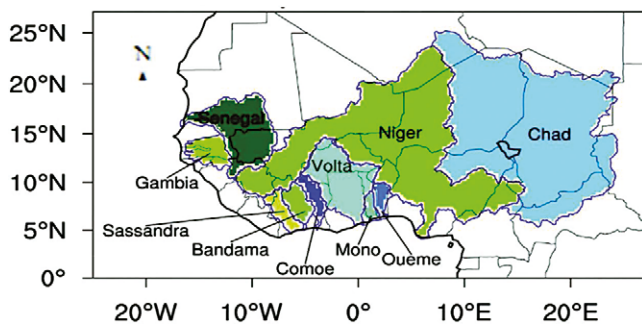 25°N
N
20°N
Senegal
15°N
Niger
Chad
Volta
Gambia
10°N
Sassandra
5°N
Bandama
Mono
Oueme
Comoe
0°
20°W
10°W
0°
10°E
20°E